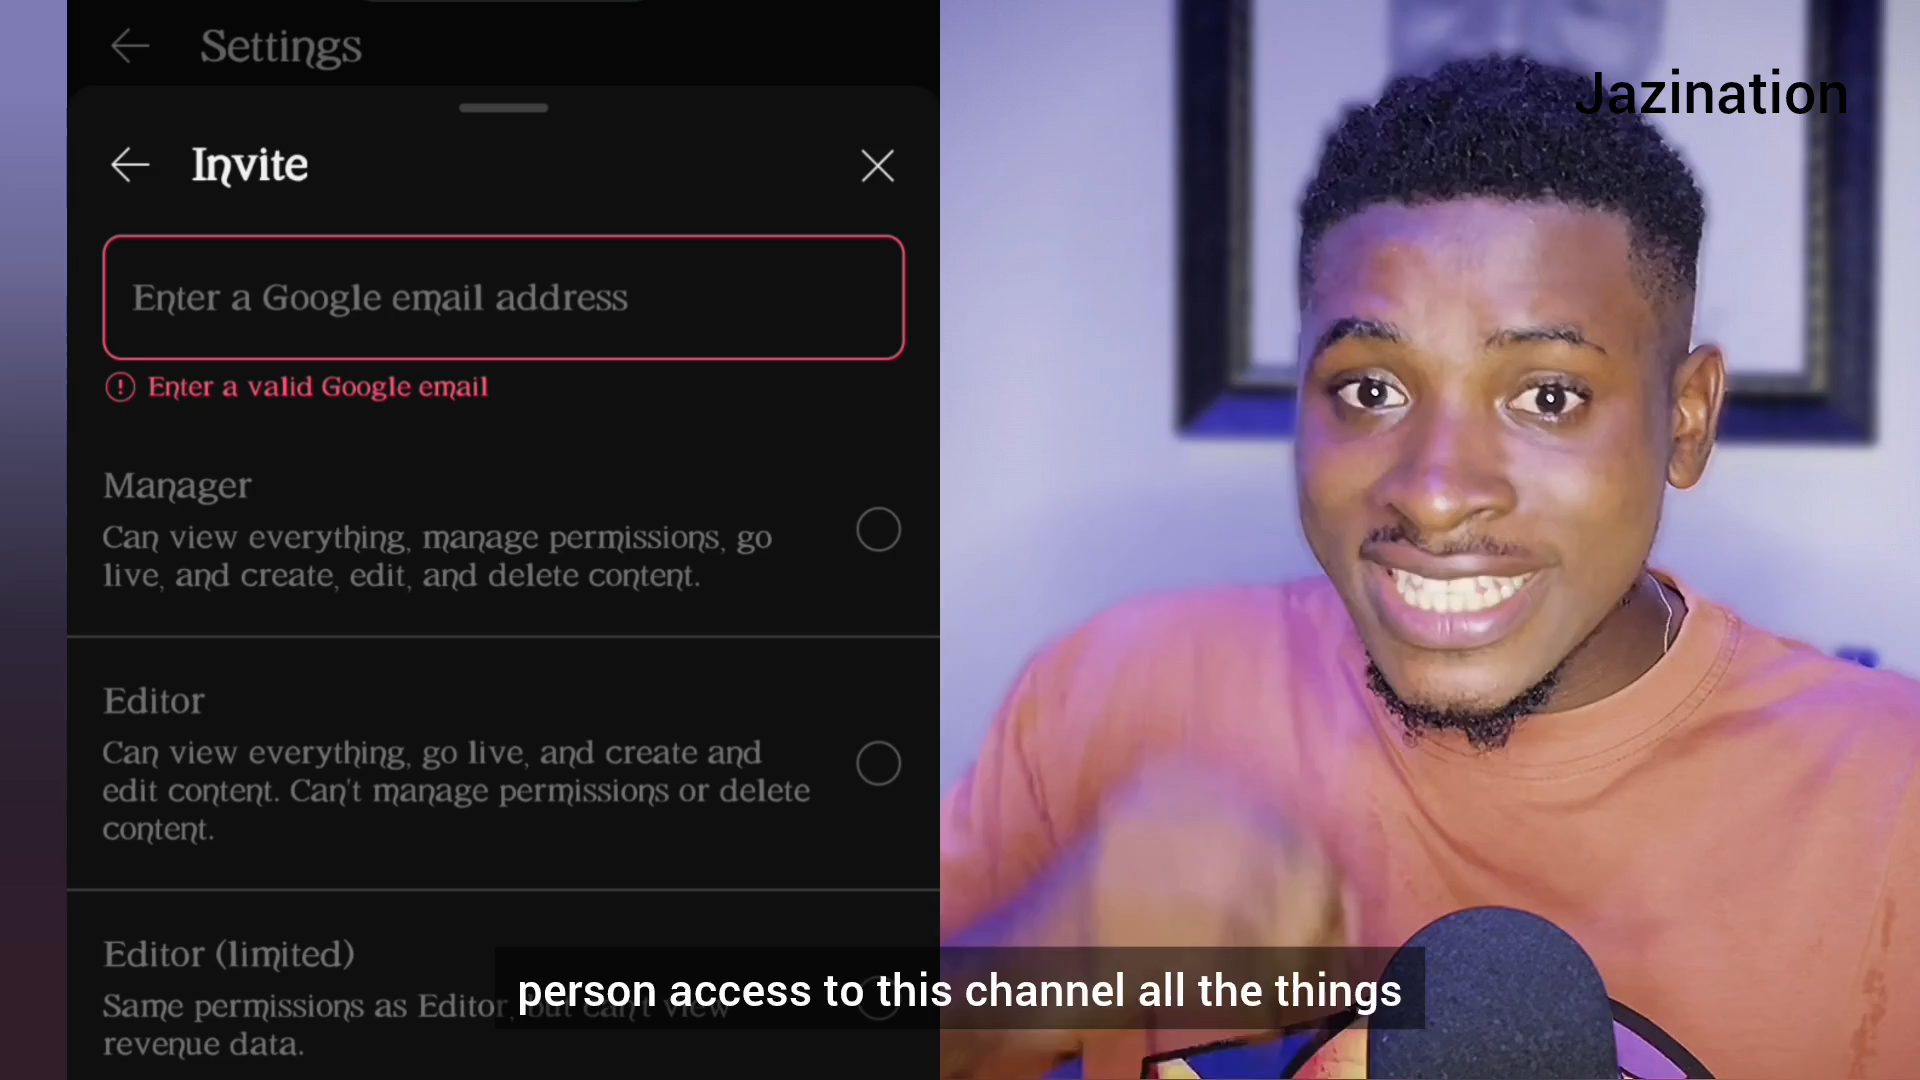 Settings
Invite
Enter a Google email address
Enter a valid Google email
Manager
Can view everything, manage permissions, go
live, and create, edit, and delete content.
Editor
Can view everything, go live, and create and
edit content. Can't manage permissions or delete
content.
Editor (limited)
Same permissions as Editor, but can't view
revenue data.
Jazination
person access to this channel all the things